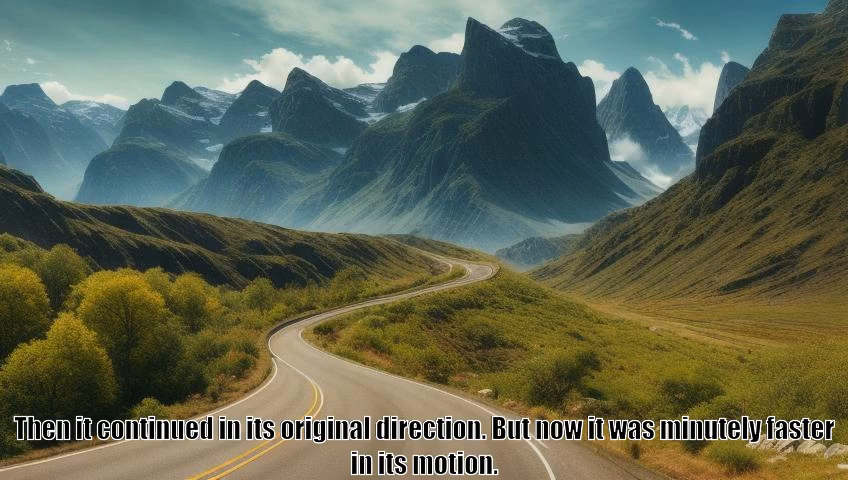 Then it continued in its original direction. But now it was minutely faster
in its motion.